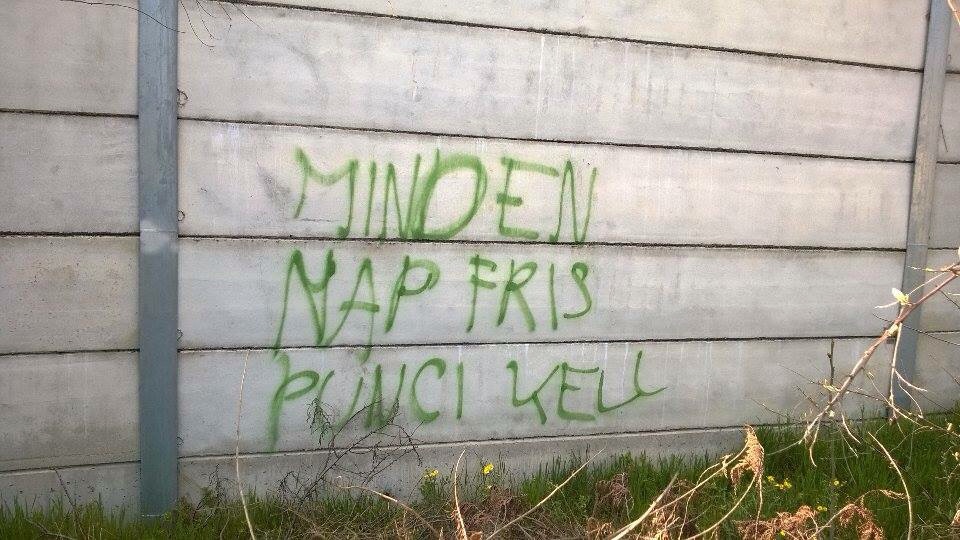 MINDEN
NAP FRIS
PUNCI KELL